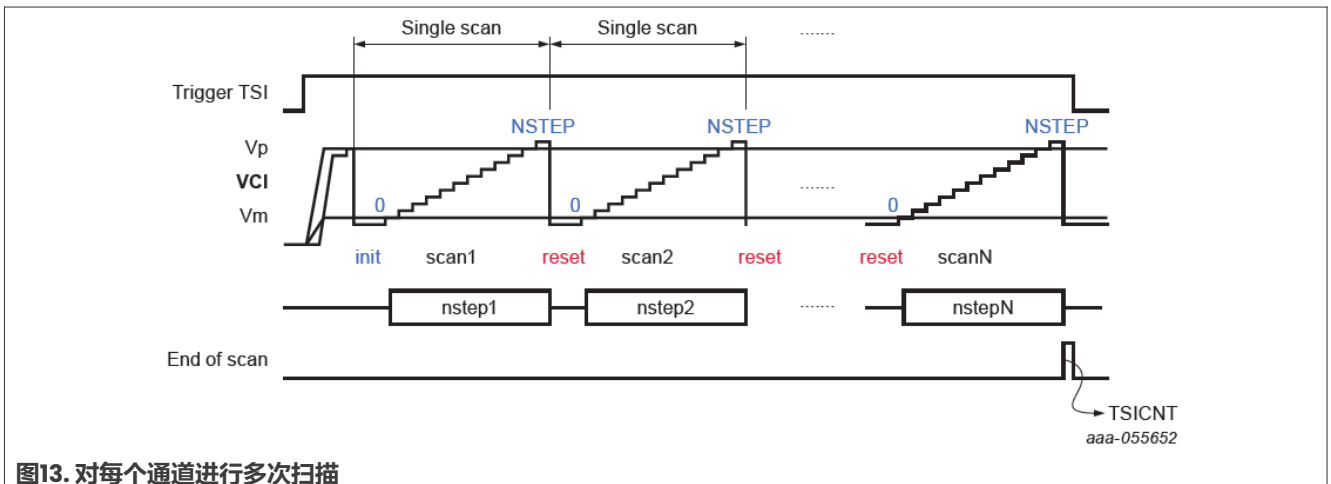 Single scan Single scan .......
Trigger TSI
NSTEP NSTEP NSTEP
Vp
VCI .......
0 0 0
Vm
init scan1 reset scan2 reset reset scanN
nstep1 nstep2 ....... nstepN
End of scan
TSICNT
aaa-055652
图13. 对每个通道进行多次扫描